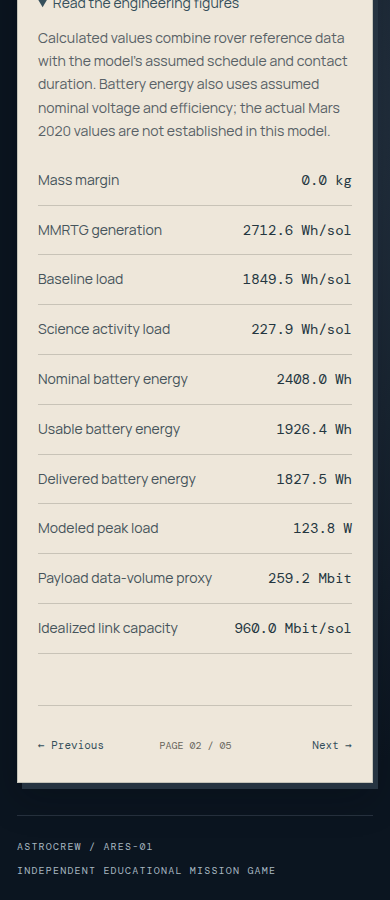 ▼ Read the engineering figures
Calculated values combine rover reference data
with the model's assumed schedule and contact
duration. Battery energy also uses assumed
nominal voltage and efficiency; the actual Mars
2020 values are not established in this model.
Mass margin 0.0 kg
MMRTG generation 2712.6 Wh/sol
Baseline load 1849.5 Wh/sol
Science activity load 227.9 Wh/sol
Nominal battery energy 2408.0 Wh
Usable battery energy 1926.4 Wh
Delivered battery energy 1827.5 Wh
Modeled peak load 123.8 W
Payload data-volume proxy 259.2 Mbit
Idealized link capacity 960.0 Mbit/sol
← Previous PAGE 02 / 05 Next →
ASTROCREW / ARES-01
INDEPENDENT EDUCATIONAL MISSION GAME